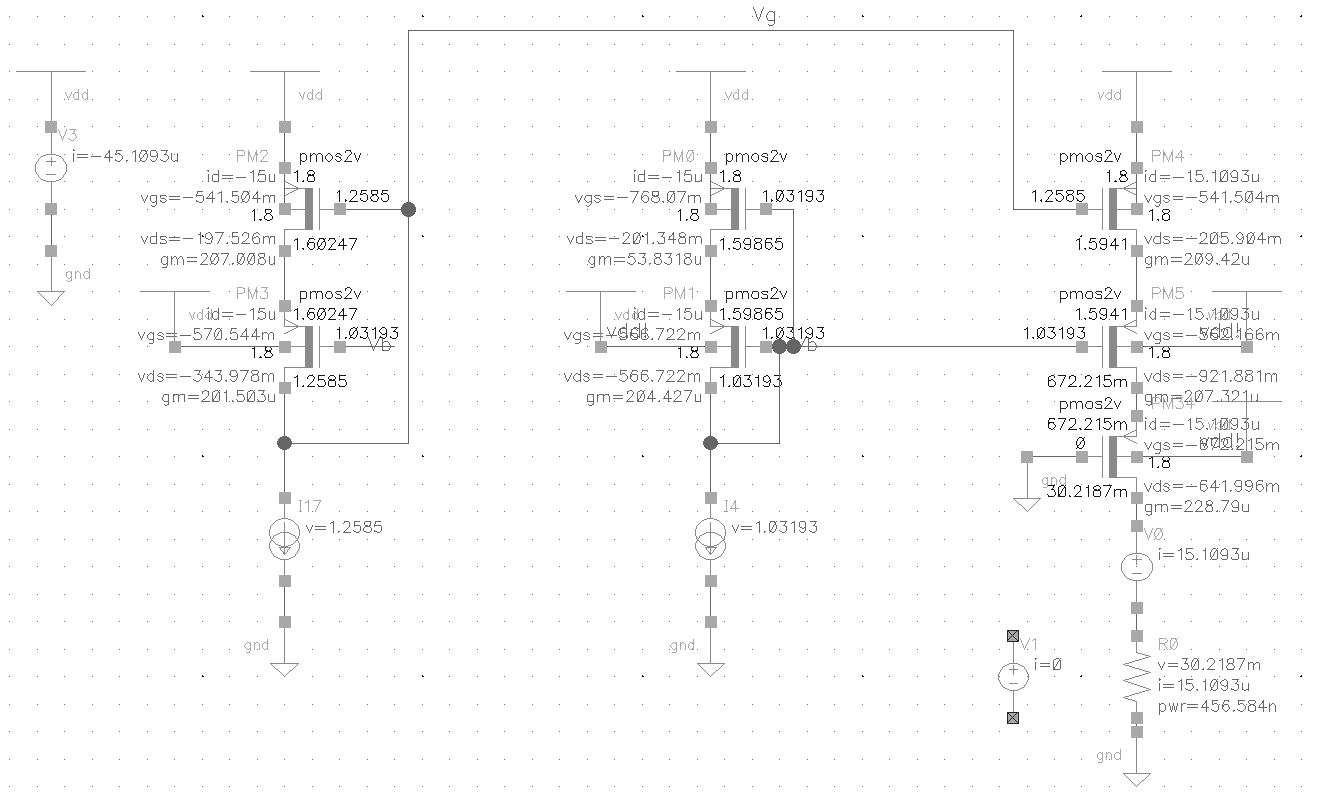 Vg
vdd
V3
i=-45.1093u
gnd
vdd
PM2
pmos2v
id=-15u
1.8
vgs=-541.504m
1.2585
1.8
vds=-197.526m
1.60247
gm=207.008u
PM3
pmos2v
id=-15u
1.60247
vgs=-570.544m
1.03193
Vb
1.8
vds=-343.978m
1.2585
gm=201.503u
I17
v=1.2585
gnd
vdd
PM0
pmos2v
id=-15u
1.8
vgs=-768.07m
1.03193
1.8
vds=-201.348m
1.59865
gm=53.8318u
PM1
pmos2v
id=-15u
1.59865
vgs=-566.722m
vdd!
1.03193
Vb
1.8
vds=-566.722m
1.03193
gm=204.427u
I4
v=1.03193
gnd
vdd
pmos2v
PM4
1.8
id=-15.1093u
1.2585
vgs=-541.504m
1.8
vds=-205.904m
1.5941
gm=209.42u
pmos2v
PM5
1.5941
id=-15.1093u
1.03193
vdd!
1.8
vds=-921.881m
672.215m
gm=207.321u
pmos2v
PM34
672.215m
id=-15.1093u
0
vgs=-672.215m
vdd!
1.8
gnd
vds=-641.996m
30.2187m
gm=228.79u
V0
i=15.1093u
V1
i=0
R0
v=30.2187m
i=15.1093u
pwr=456.584n
gnd